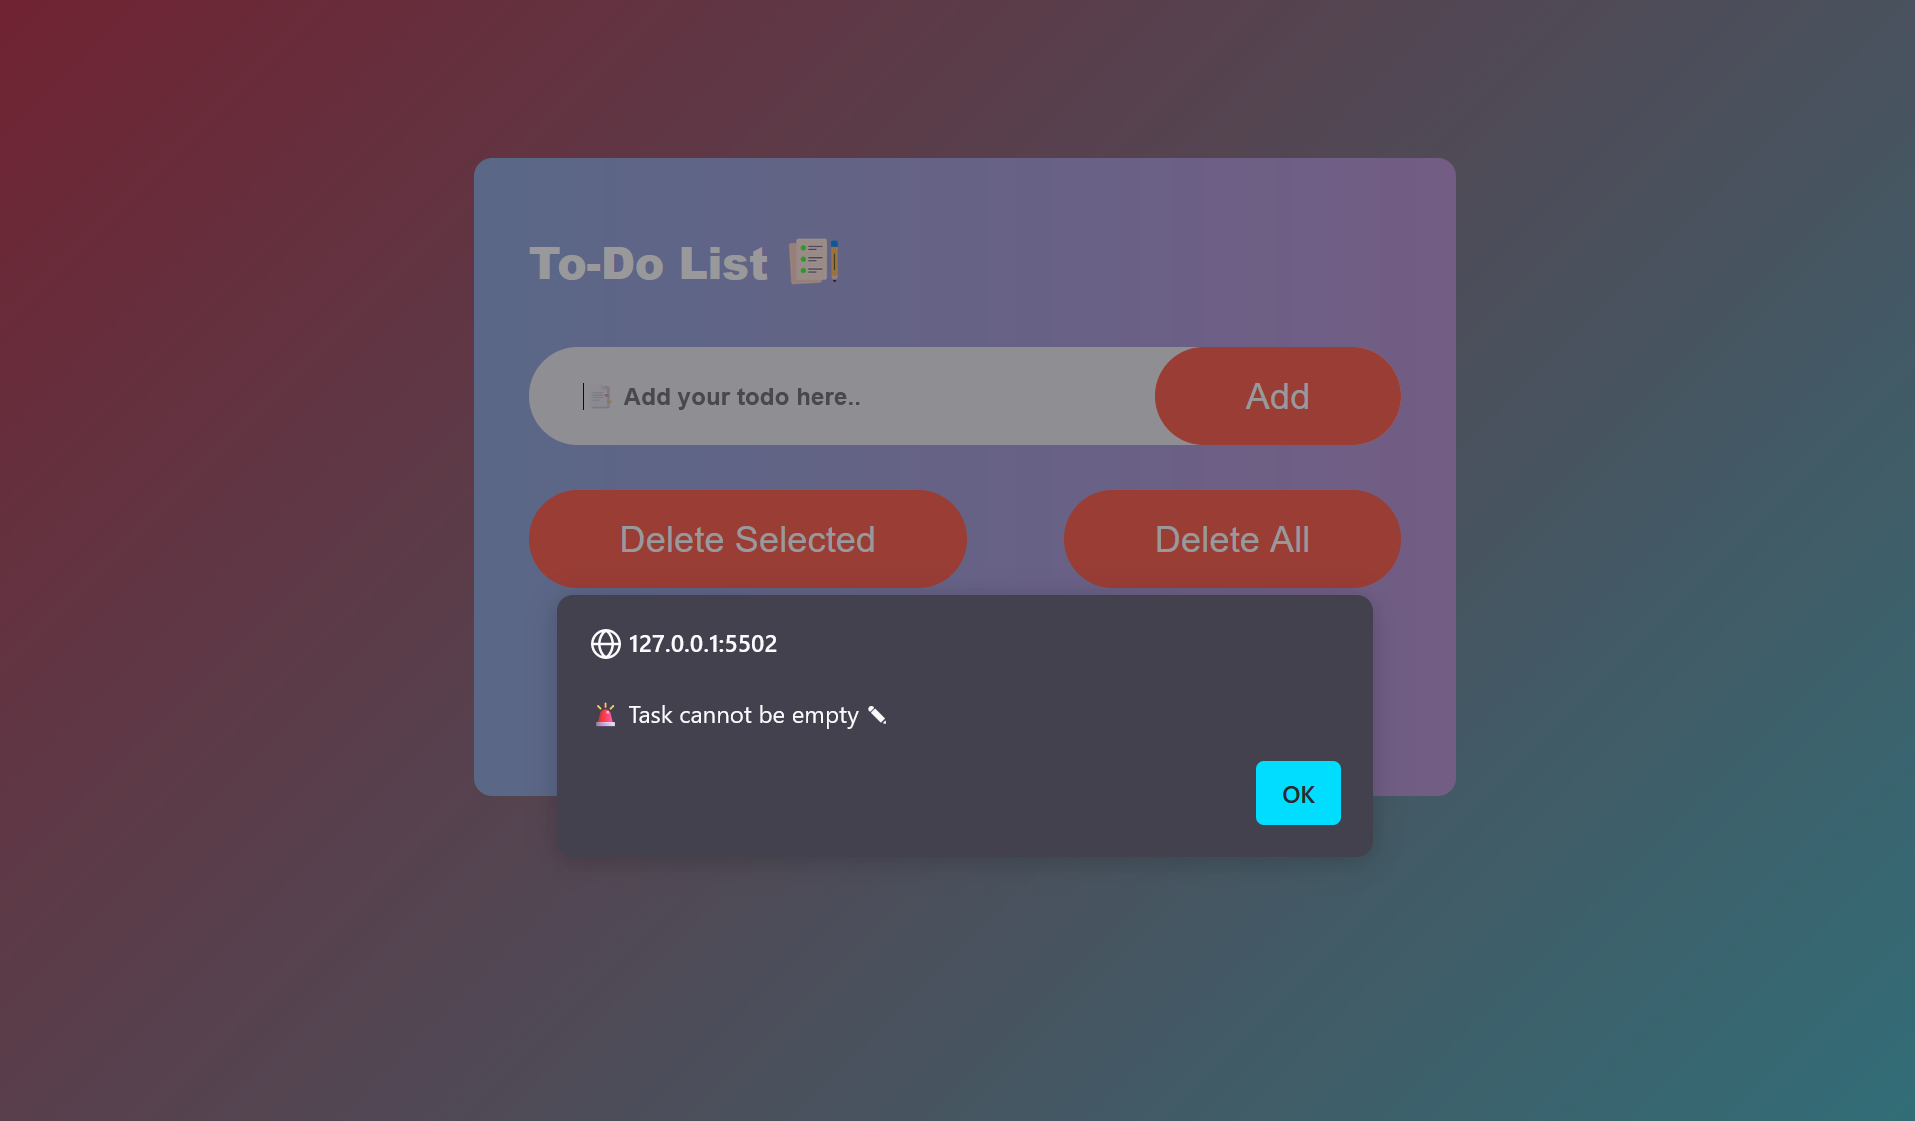 To-Do List
Add your todo here..
Add
Delete Selected
Delete All
127.0.0.1:5502
🚨 Task cannot be empty ✏
OK